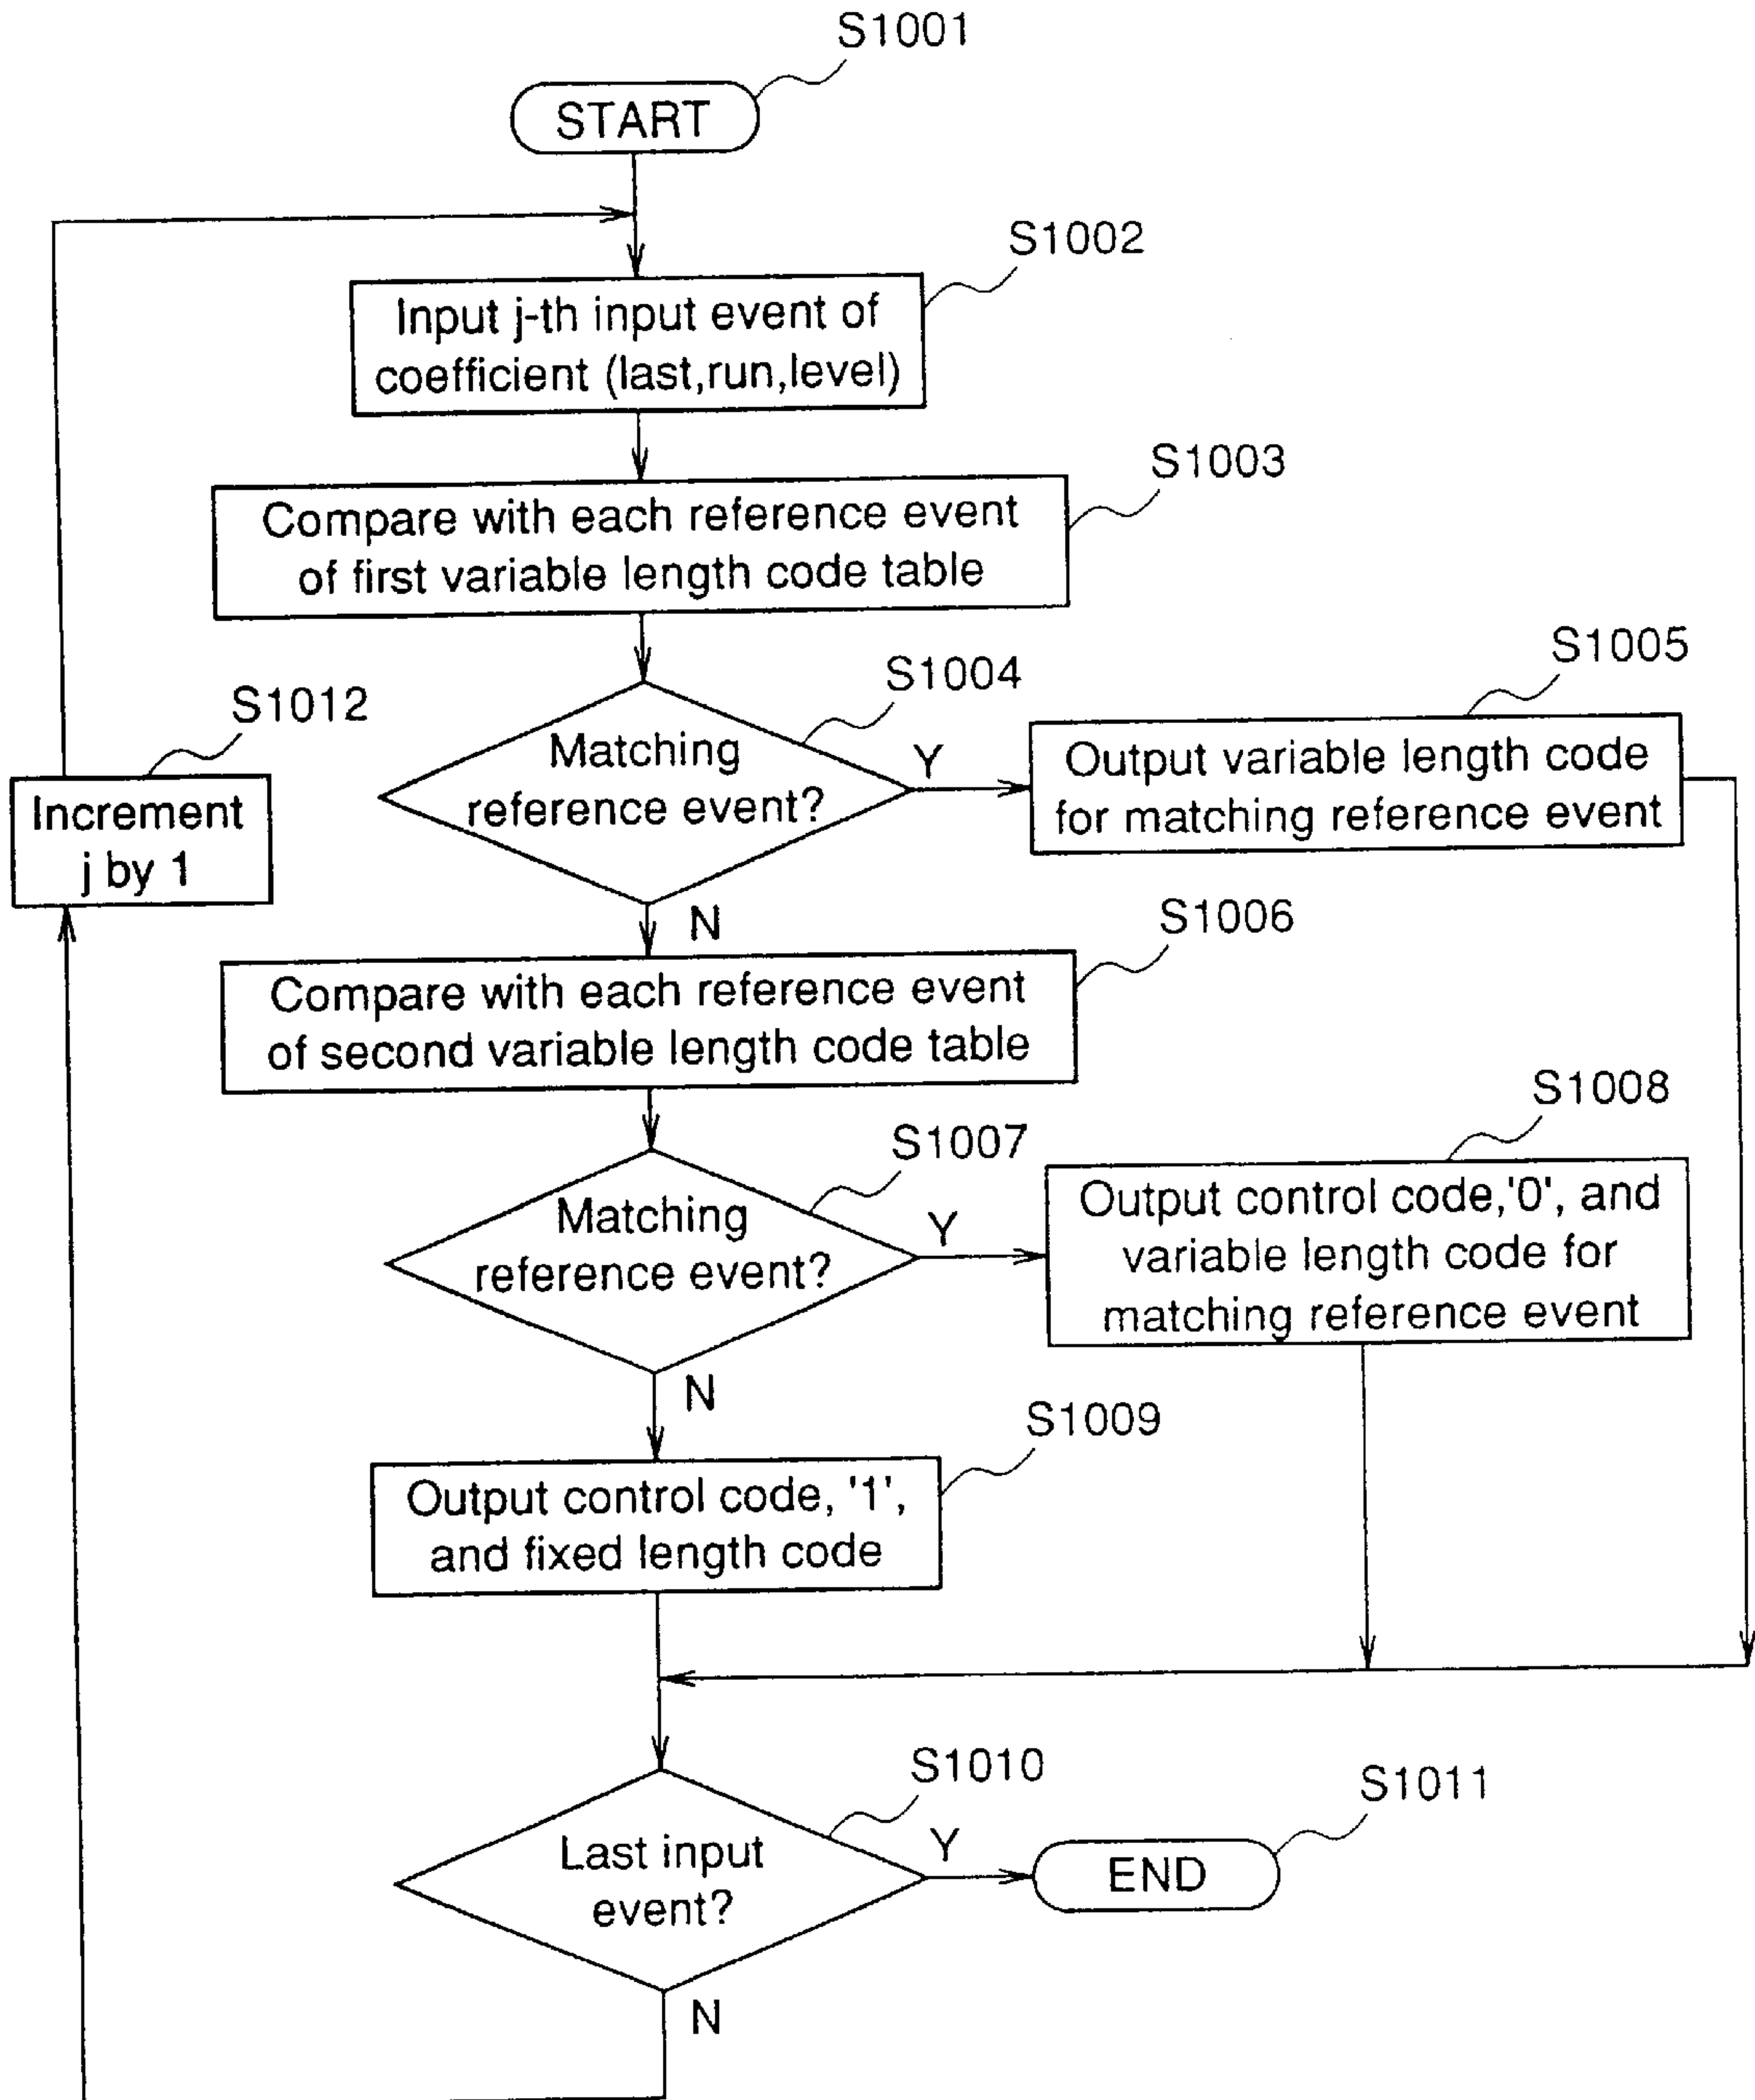 S1001
START
S1002
Input j-th input event of
coefficient (last,run,level)
S1003
Compare with each reference event
of first variable length code table
S1004
Matching
reference event?
Y
S1005
Output variable length code
for matching reference event
S1012
Increment
j by 1
N
S1006
Compare with each reference event
of second variable length code table
S1007
Matching
reference event?
Y
S1008
Output control code,'0', and
variable length code for
matching reference event
N
S1009
Output control code, '1',
and fixed length code
S1010
Last input
event?
Y
S1011
END
N